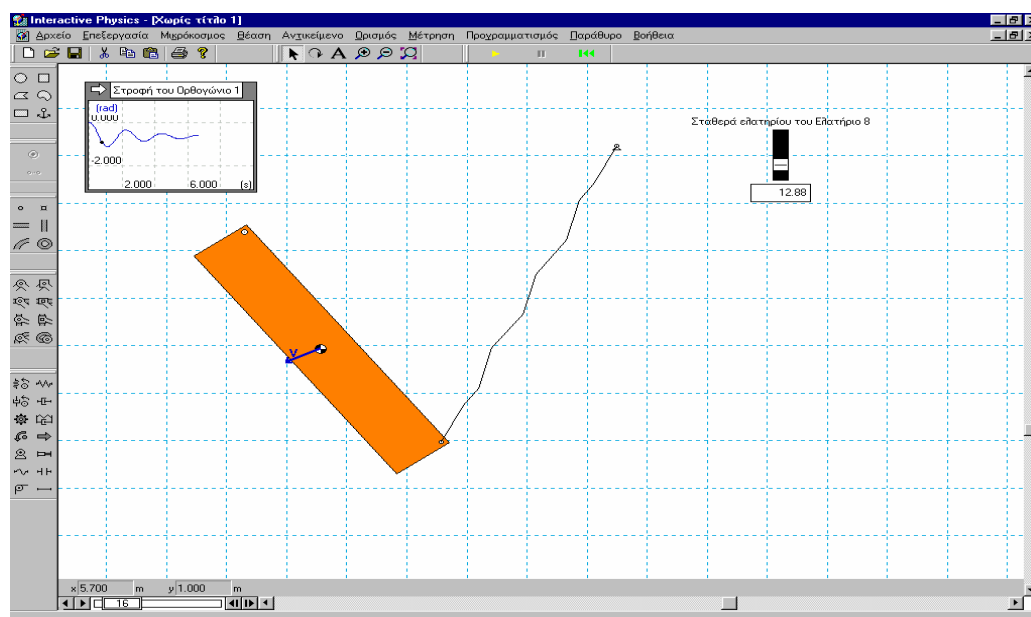 Interactive Physics - [Χωρίς τίτλο 1]
Αρχείο Επεξεργασία Μικρόκοσμος Θέαση Αντικείμενο Ορισμός Μέτρηση Προγραμματισμός Παράθυρο Βοήθεια
Στροφή του Ορθογώνιο 1
(rad)
0.000
-2.000
2.000 6.000 (s)
Σταθερά ελατηρίου του Ελατήριο 8
12.88
V
x 5.700 m y 1.000 m
16